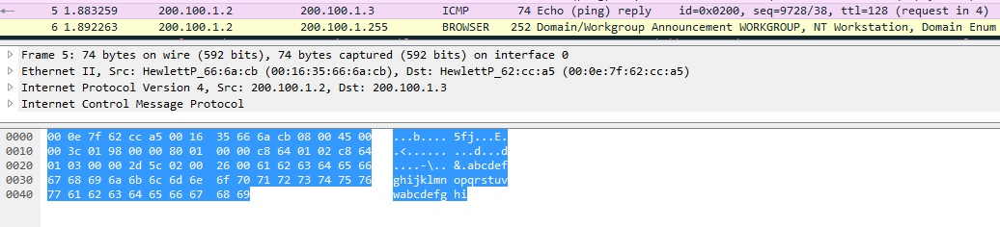 5 1.883259 200.100.1.2 200.100.1.3 ICMP 74 Echo (ping) reply id=0x0200, seq=9728/38, ttl=128 (request in 4)
6 1.892263 200.100.1.2 200.100.1.255 BROWSER 252 Domain/Workgroup Announcement WORKGROUP, NT Workstation, Domain Enum
Frame 5: 74 bytes on wire (592 bits), 74 bytes captured (592 bits) on interface 0
Ethernet II, Src: HewlettP_66:6a:cb (00:16:35:66:6a:cb), Dst: HewlettP_62:cc:a5 (00:0e:7f:62:cc:a5)
Internet Protocol Version 4, Src: 200.100.1.2, Dst: 200.100.1.3
Internet Control Message Protocol
0000 00 0e 7f 62 cc a5 00 16 35 66 6a cb 08 00 45 00 ...b.... 5fj...E.
0010 00 3c 01 98 00 00 80 01 00 00 c8 64 01 02 c8 64 .<...... ...d...d
0020 01 03 00 00 2d 5c 02 00 26 00 61 62 63 64 65 66 ....-\.. &.abcdef
0030 67 68 69 6a 6b 6c 6d 6e 6f 70 71 72 73 74 75 76 ghijklmn opqrstuv
0040 77 61 62 63 64 65 66 67 68 69 wabcdefg hi